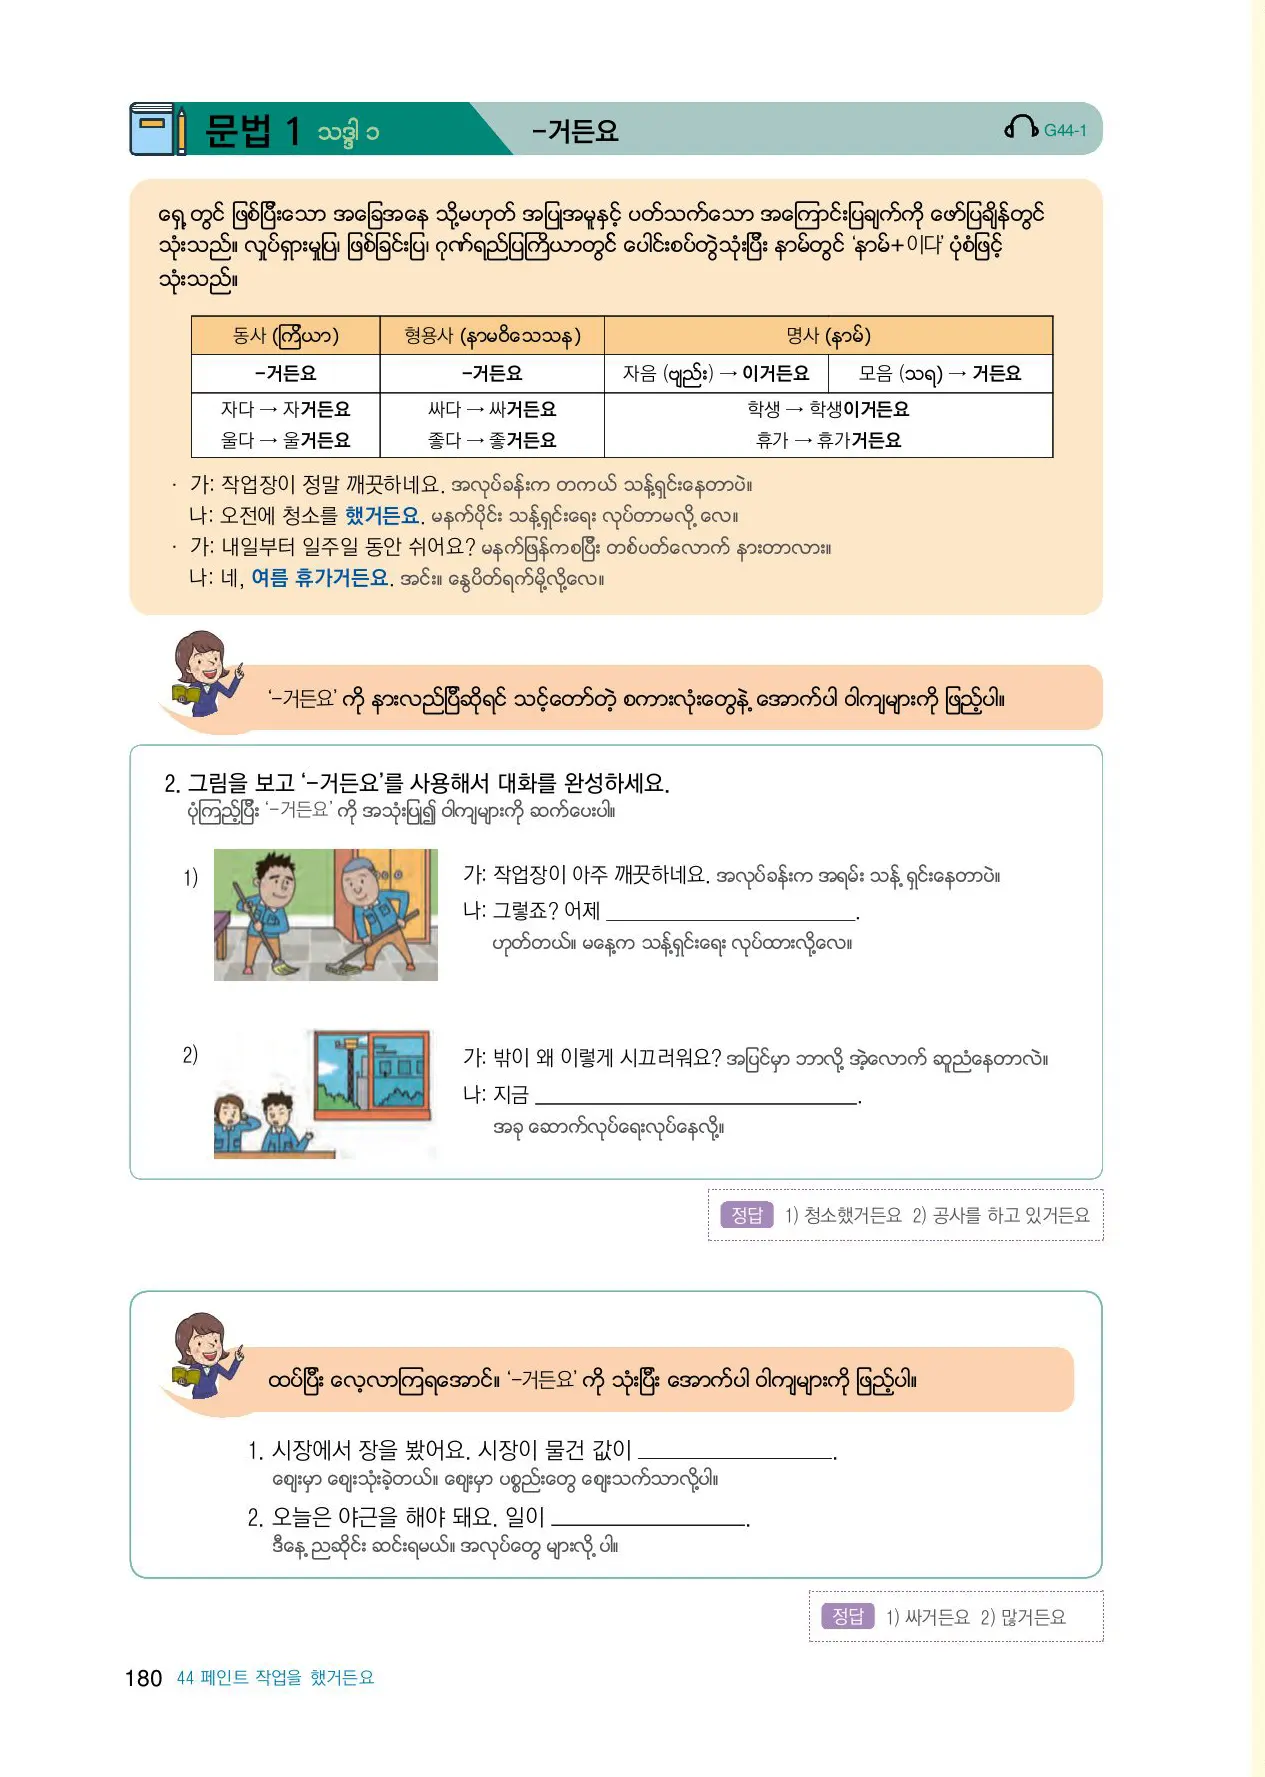 문법 1 သဒ္ဒါ ၁ -거든요 G44-1
ရှေ့တွင် ဖြစ်ပြီးသော အခြေအနေ သို့မဟုတ် အပြုအမူနှင့် ပတ်သက်သော အကြောင်းပြချက်ကို ဖော်ပြချိန်တွင်
သုံးသည်။ လှုပ်ရှားမှုပြ၊ ဖြစ်ခြင်းပြ၊ ဂုဏ်ရည်ပြကြိယာတွင် ပေါင်းစပ်တွဲသုံးပြီး နာမ်တွင် ‘နာမ်+이다’ ပုံစံဖြင့်
သုံးသည်။
동사 (ကြိယာ) 형용사 (နာမဝိသေသန) 명사 (နာမ်)
-거든요 -거든요 자음 (ဗျည်း) → 이거든요 모음 (သရ) → 거든요
자다 → 자거든요 싸다 → 싸거든요 학생 → 학생이거든요
울다 → 울거든요 좋다 → 좋거든요 휴가 → 휴가거든요
· 가: 작업장이 정말 깨끗하네요. အလုပ်ခန်းက တကယ် သန့်ရှင်းနေတာပဲ။
나: 오전에 청소를 했거든요. မနက်ပိုင်း သန့်ရှင်းရေး လုပ်တာမလို့ လေ။
· 가: 내일부터 일주일 동안 쉬어요? မနက်ဖြန်ကစပြီး တစ်ပတ်လောက် နားတာလား။
나: 네, 여름 휴가거든요. အင်း။ နွေပိတ်ရက်မို့လို့လေ။
‘-거든요’ ကို နားလည်ပြီဆိုရင် သင့်တော်တဲ့ စကားလုံးတွေနဲ့ အောက်ပါ ဝါကျများကို ဖြည့်ပါ။
2. 그림을 보고 ‘-거든요’를 사용해서 대화를 완성하세요.
ပုံကြည့်ပြီး ‘-거든요’ ကို အသုံးပြု၍ ဝါကျများကို ဆက်ပေးပါ။
1) 가: 작업장이 아주 깨끗하네요. အလုပ်ခန်းက အရမ်း သန့်ရှင်းနေတာပဲ။
나: 그렇죠? 어제 ____________________.
ဟုတ်တယ်။ မနေ့က သန့်ရှင်းရေး လုပ်ထားလို့လေ။
2) 가: 밖이 왜 이렇게 시끄러워요? အပြင်မှာ ဘာလို့ အဲ့လောက် ဆူညံနေတာလဲ။
나: 지금 ____________________.
အခု ဆောက်လုပ်ရေးလုပ်နေလို့။
정답 1) 청소했거든요 2) 공사를 하고 있거든요
ထပ်ပြီး လေ့လာကြရအောင်။ ‘-거든요’ ကို သုံးပြီး အောက်ပါ ဝါကျများကို ဖြည့်ပါ။
1. 시장에서 장을 봤어요. 시장이 물건 값이 ____________________.
ဈေးမှာ ဈေးသုံးခဲ့တယ်။ ဈေးမှာ ပစ္စည်းတွေ ဈေးသက်သာလို့ပါ။
2. 오늘은 야근을 해야 돼요. 일이 ____________________.
ဒီနေ့ ညဆိုင်း ဆင်းရမယ်။ အလုပ်တွေ များလို့ ပါ။
정답 1) 싸거든요 2) 많거든요
180 44 페인트 작업을 했거든요